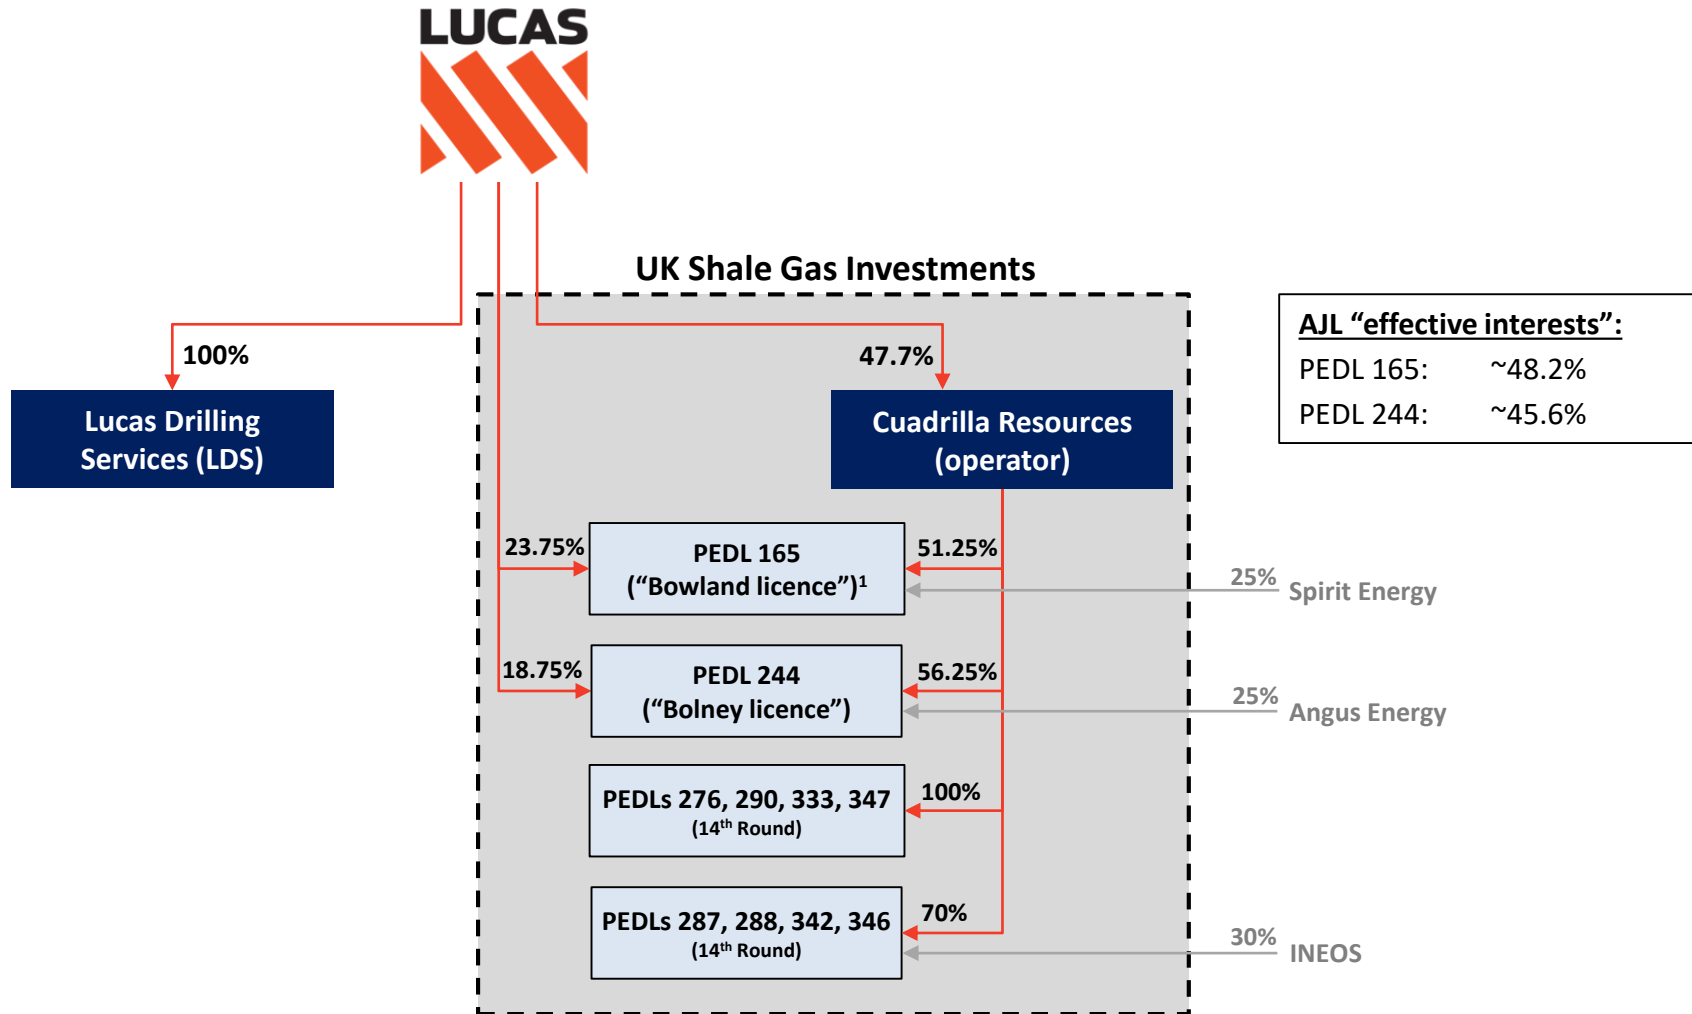 LUCAS
UK Shale Gas Investments
100%
47.7%
AJL “effective interests”:
PEDL 165: ~48.2%
PEDL 244: ~45.6%
Lucas Drilling
Services (LDS)
Cuadrilla Resources
(operator)
23.75%
PEDL 165
(“Bowland licence”)¹
51.25%
25%
Spirit Energy
18.75%
PEDL 244
(“Bolney licence”)
56.25%
25%
Angus Energy
PEDLs 276, 290, 333, 347
(14th Round)
100%
PEDLs 287, 288, 342, 346
(14th Round)
70%
30%
INEOS